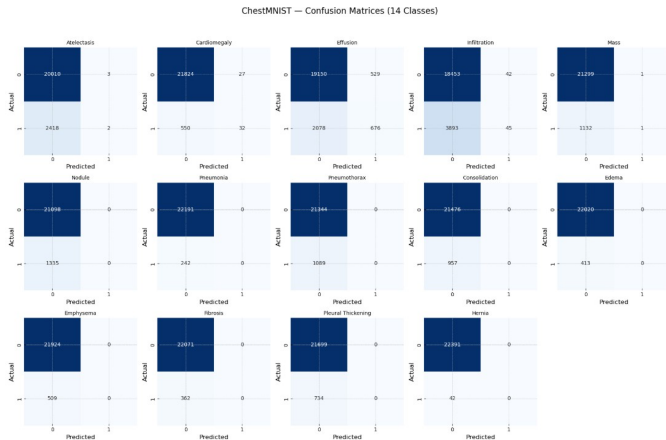 ChestMNIST — Confusion Matrices (14 Classes)
Atelectasis
Actual
0
20010 3
1
2418 2
0 1
Predicted
Cardiomegaly
Actual
0
21824 27
1
550 32
0 1
Predicted
Effusion
Actual
0
19150 529
1
2078 676
0 1
Predicted
Infiltration
Actual
0
18453 42
1
3893 45
0 1
Predicted
Mass
Actual
0
21299 1
1
1132 1
0 1
Predicted
Nodule
Actual
0
21098 0
1
1335 0
0 1
Predicted
Pneumonia
Actual
0
22191 0
1
242 0
0 1
Predicted
Pneumothorax
Actual
0
21344 0
1
1089 0
0 1
Predicted
Consolidation
Actual
0
21476 0
1
957 0
0 1
Predicted
Edema
Actual
0
22020 0
1
413 0
0 1
Predicted
Emphysema
Actual
0
21924 0
1
509 0
0 1
Predicted
Fibrosis
Actual
0
22071 0
1
362 0
0 1
Predicted
Pleural Thickening
Actual
0
21699 0
1
734 0
0 1
Predicted
Hernia
Actual
0
22391 0
1
42 0
0 1
Predicted